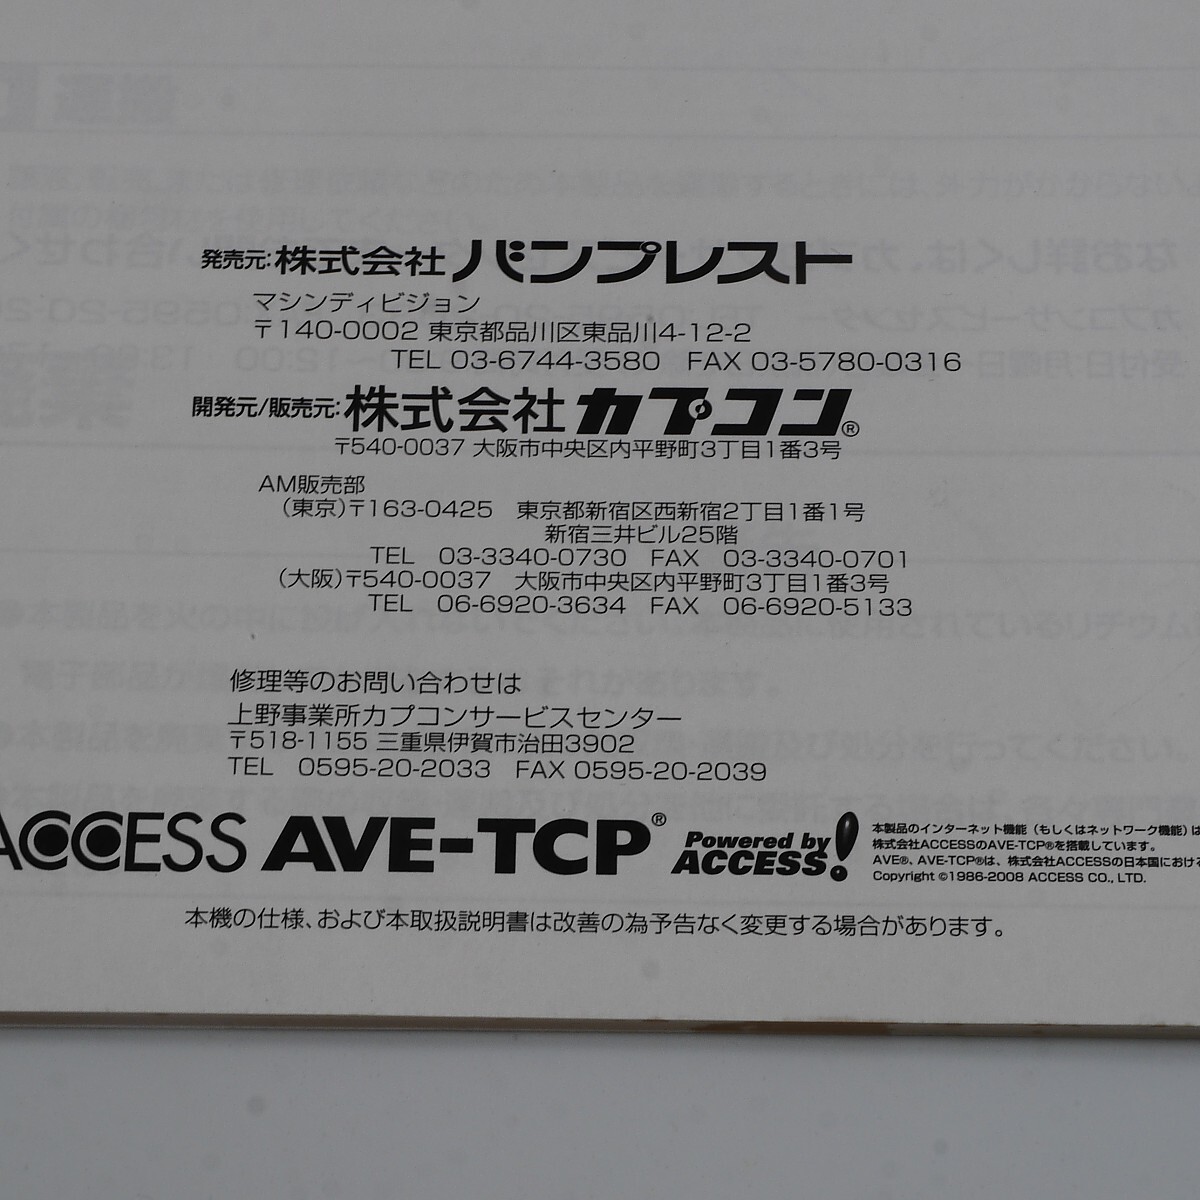 発売元:株式会社バンプレスト
マシンディビジョン
〒140-0002 東京都品川区東品川4-12-2
TEL 03-6744-3580 FAX 03-5780-0316
開発元/販売元:株式会社カプコン®
〒540-0037 大阪市中央区内平野町3丁目1番3号
AM販売部
(東京)〒163-0425 東京都新宿区西新宿2丁目1番1号
新宿三井ビル25階
TEL 03-3340-0730 FAX 03-3340-0701
(大阪)〒540-0037 大阪市中央区内平野町3丁目1番3号
TEL 06-6920-3634 FAX 06-6920-5133
修理等のお問い合わせは
上野事業所カプコンサービスセンター
〒518-1155 三重県伊賀市治田3902
TEL 0595-20-2033 FAX 0595-20-2039
ACCESS AVE-TCP® Powered by ACCESS!
本製品のインターネット機能(もしくはネットワーク機能)は
株式会社ACCESSのAVE-TCP®を搭載しています。
AVE®、AVE-TCP®は、株式会社ACCESSの日本国における
Copyright ©1986-2008 ACCESS CO., LTD.
本機の仕様、および本取扱説明書は改善の為予告なく変更する場合があります。